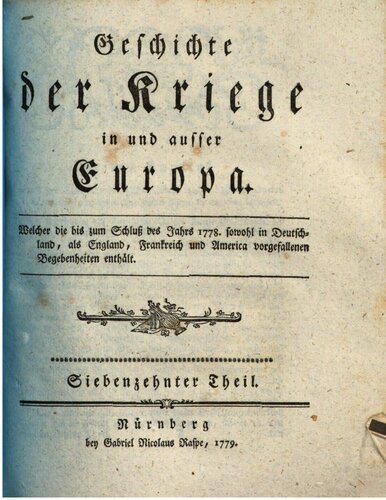 Geschichte
der Kriege
in und ausser
Europa.
Welcher die bis zum Schluß des Jahrs 1778. sowohl in Deutsch-
land, als England, Frankreich und America vorgefallenen
Begebenheiten enthält.
Siebenzehnter Theil.
Nürnberg
bey Gabriel Nicolaus Raspe, 1779.